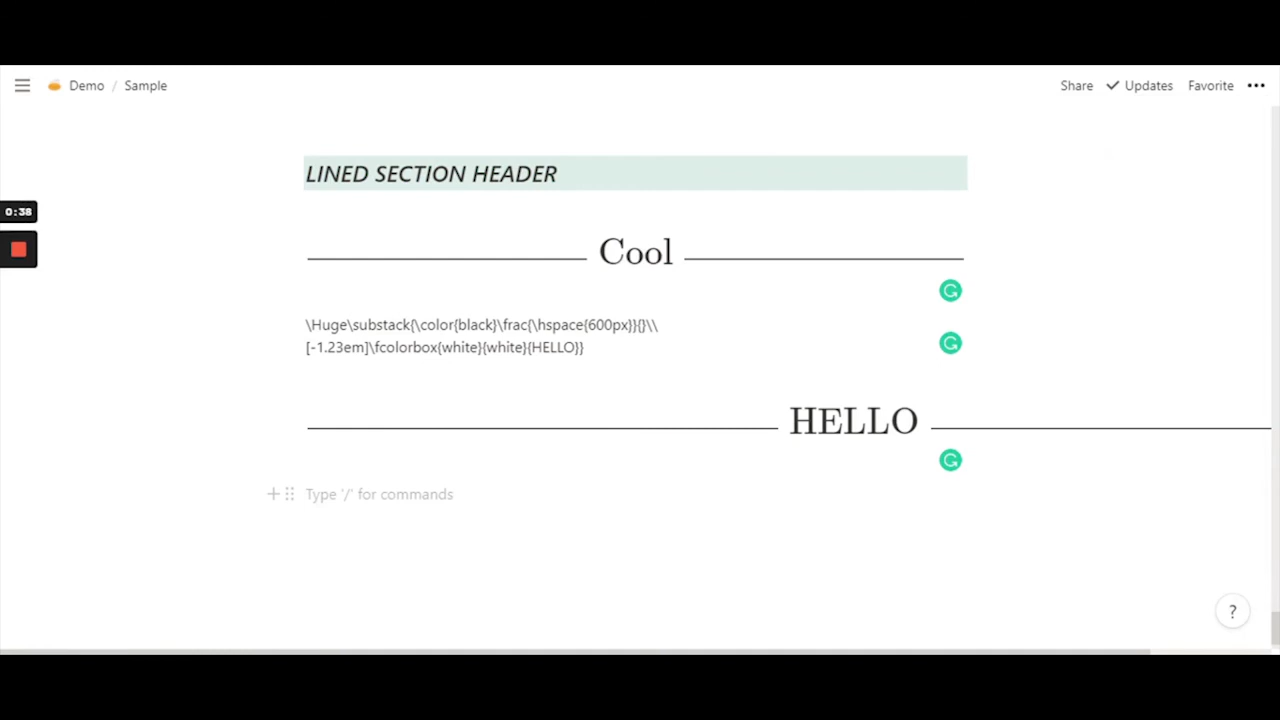 Demo / Sample
Share Updates Favorite
LINED SECTION HEADER
0:38
Cool
\Huge\substack{\color{black}\frac{\hspace{600px}}{}\\
[-1.23em]\fcolorbox{white}{white}{HELLO}}
HELLO
Type '/' for commands
?